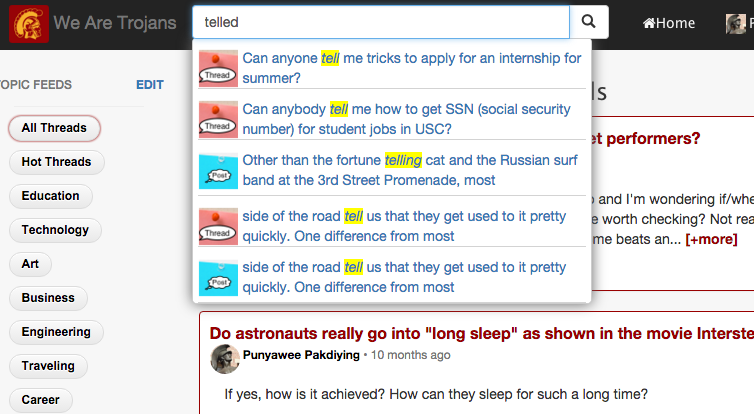 We Are Trojans
telled
Home
Can anyone tell me tricks to apply for an internship for
summer?
Thread
Can anybody tell me how to get SSN (social security
number) for student jobs in USC?
Thread
Other than the fortune telling cat and the Russian surf
band at the 3rd Street Promenade, most
Post
side of the road tell us that they get used to it pretty
quickly. One difference from most
Thread
side of the road tell us that they get used to it pretty
quickly. One difference from most
Post
OPIC FEEDS
EDIT
All Threads
Hot Threads
Education
Technology
Art
Business
Engineering
Traveling
Career
ds
et performers?
and I'm wondering if/whe
e worth checking? Not rea
me beats an... [+more]
Do astronauts really go into "long sleep" as shown in the movie Interste
Punyawee Pakdiying • 10 months ago
If yes, how is it achieved? How can they sleep for such a long time?